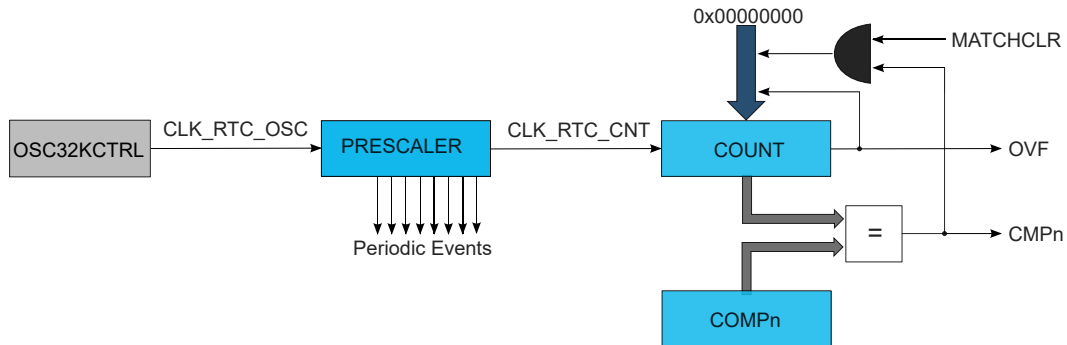 0x00000000
MATCHCLR
OSC32KCTRL
CLK_RTC_OSC
PRESCALER
CLK_RTC_CNT
COUNT
OVF
Periodic Events
=
CMPn
COMPn